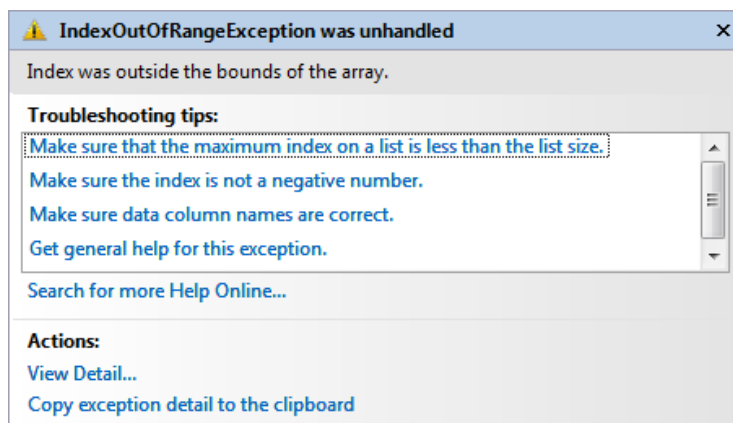 IndexOutOfRangeException was unhandled
Index was outside the bounds of the array.
Troubleshooting tips:
Make sure that the maximum index on a list is less than the list size.
Make sure the index is not a negative number.
Make sure data column names are correct.
Get general help for this exception.
Search for more Help Online...
Actions:
View Detail...
Copy exception detail to the clipboard